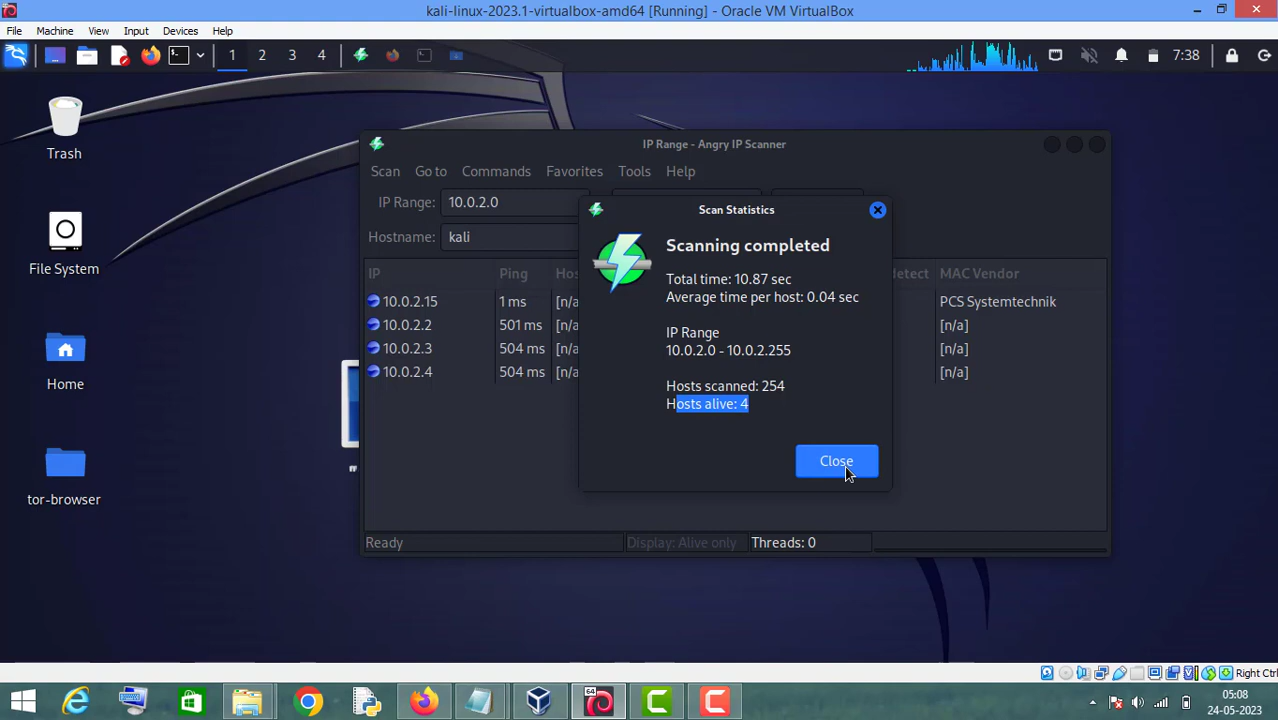 kali-linux-2023.1-virtualbox-amd64 [Running] - Oracle VM VirtualBox
File Machine View Input Devices Help
1 2 3 4 7:38
Trash
File System
Home
tor-browser
IP Range - Angry IP Scanner
Scan Go to Commands Favorites Tools Help
IP Range: 10.0.2.0
Hostname: kali
IP Ping Hos etect MAC Vendor
10.0.2.15 1 ms [n/a PCS Systemtechnik
10.0.2.2 501 ms [n/a [n/a]
10.0.2.3 504 ms [n/a [n/a]
10.0.2.4 504 ms [n/a [n/a]
Scan Statistics
Scanning completed
Total time: 10.87 sec
Average time per host: 0.04 sec
IP Range
10.0.2.0 - 10.0.2.255
Hosts scanned: 254
Hosts alive: 4
Close
Ready Display: Alive only Threads: 0
Right Ctrl
64
05:08
24-05-2023